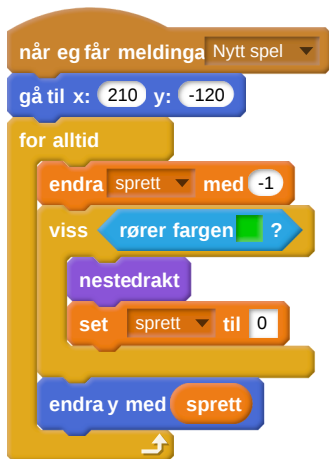 når eg får meldinga Nytt spel
gå til x: 210 y: -120
for alltid
endra sprett med -1
viss rører fargen ?
nestedrakt
set sprett til 0
endra y med sprett